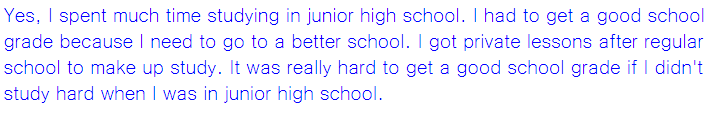 Yes, I spent much time studying in junior high school. I had to get a good school
grade because I need to go to a better school. I got private lessons after regular
school to make up study. It was really hard to get a good school grade if I didn't
study hard when I was in junior high school.